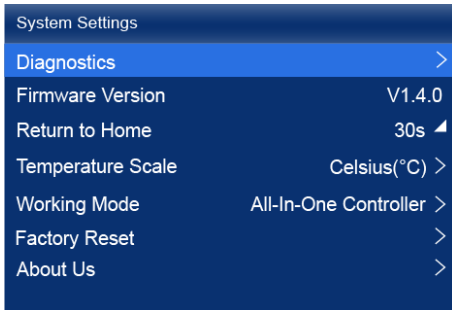 System Settings
Diagnostics >
Firmware Version V1.4.0
Return to Home 30s
Temperature Scale Celsius(°C) >
Working Mode All-In-One Controller >
Factory Reset >
About Us >